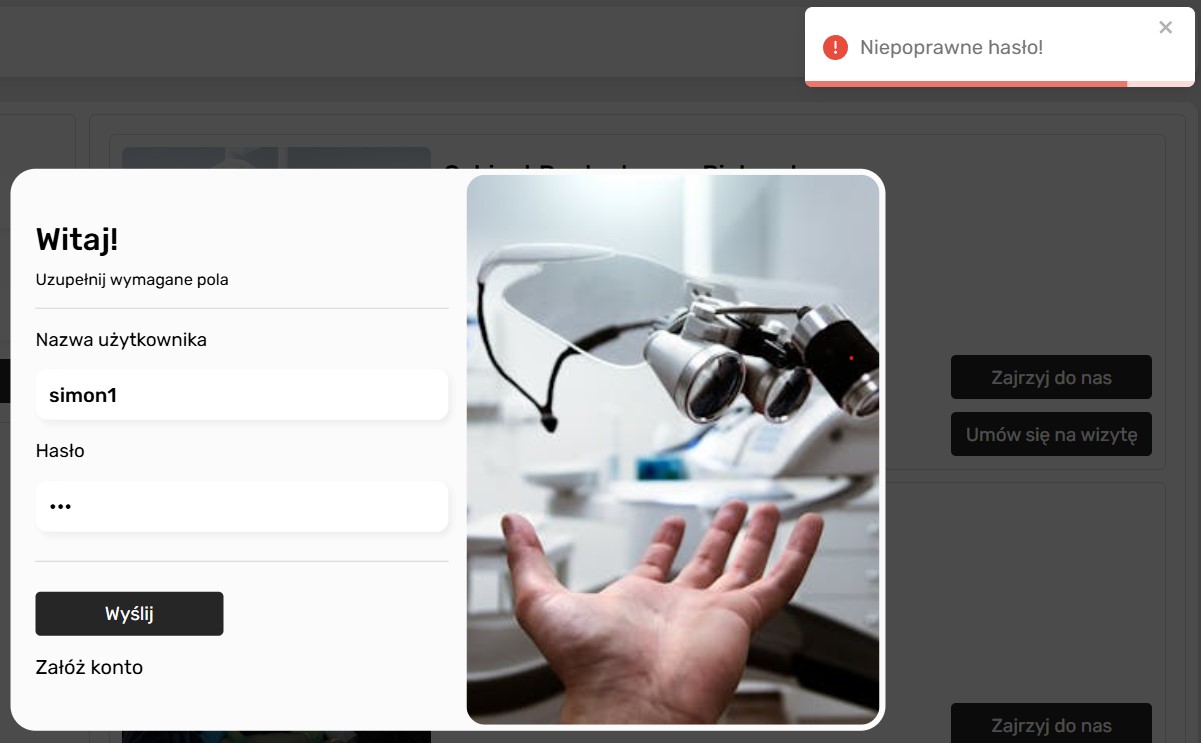 Niepoprawne hasło!
Witaj!
Uzupełnij wymagane pola
Nazwa użytkownika
simon1
Hasło
•••
Wyślij
Załóż konto
Zajrzyj do nas
Umów się na wizytę
Zajrzyj do nas